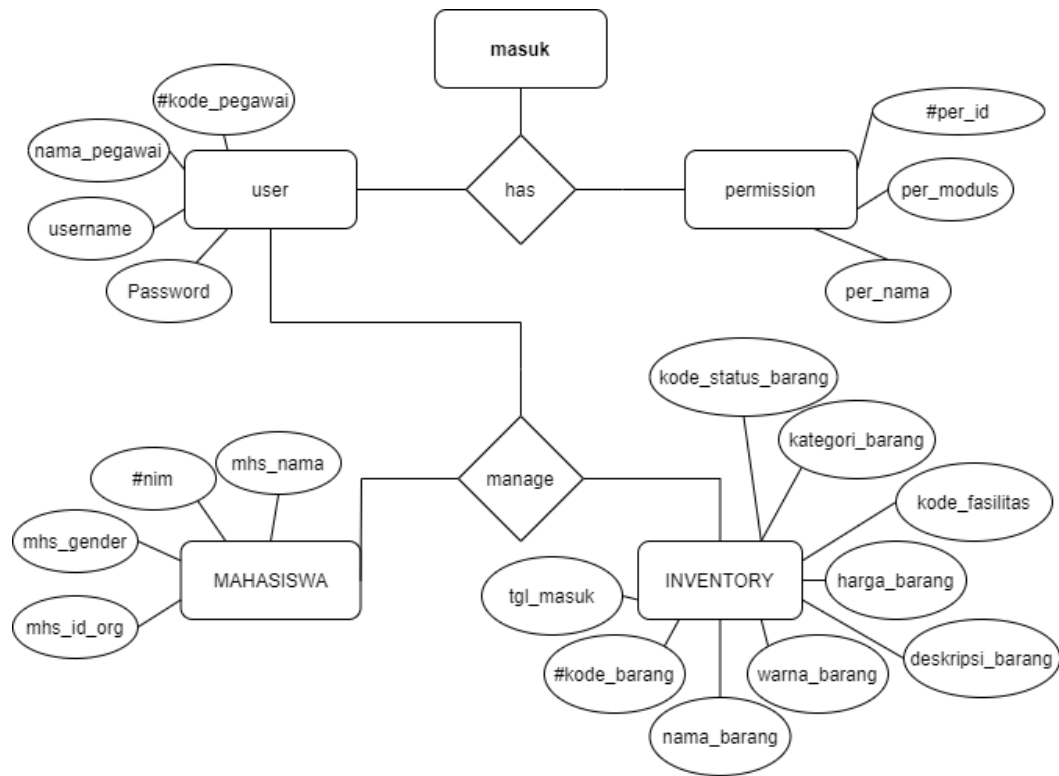 masuk
#kode_pegawai
#per_id
nama_pegawai
user
has
permission
per_moduls
username
Password
per_nama
kode_status_barang
kategori_barang
mhs_nama
#nim
manage
kode_fasilitas
mhs_gender
MAHASISWA
INVENTORY
harga_barang
tgl_masuk
mhs_id_org
deskripsi_barang
#kode_barang
warna_barang
nama_barang